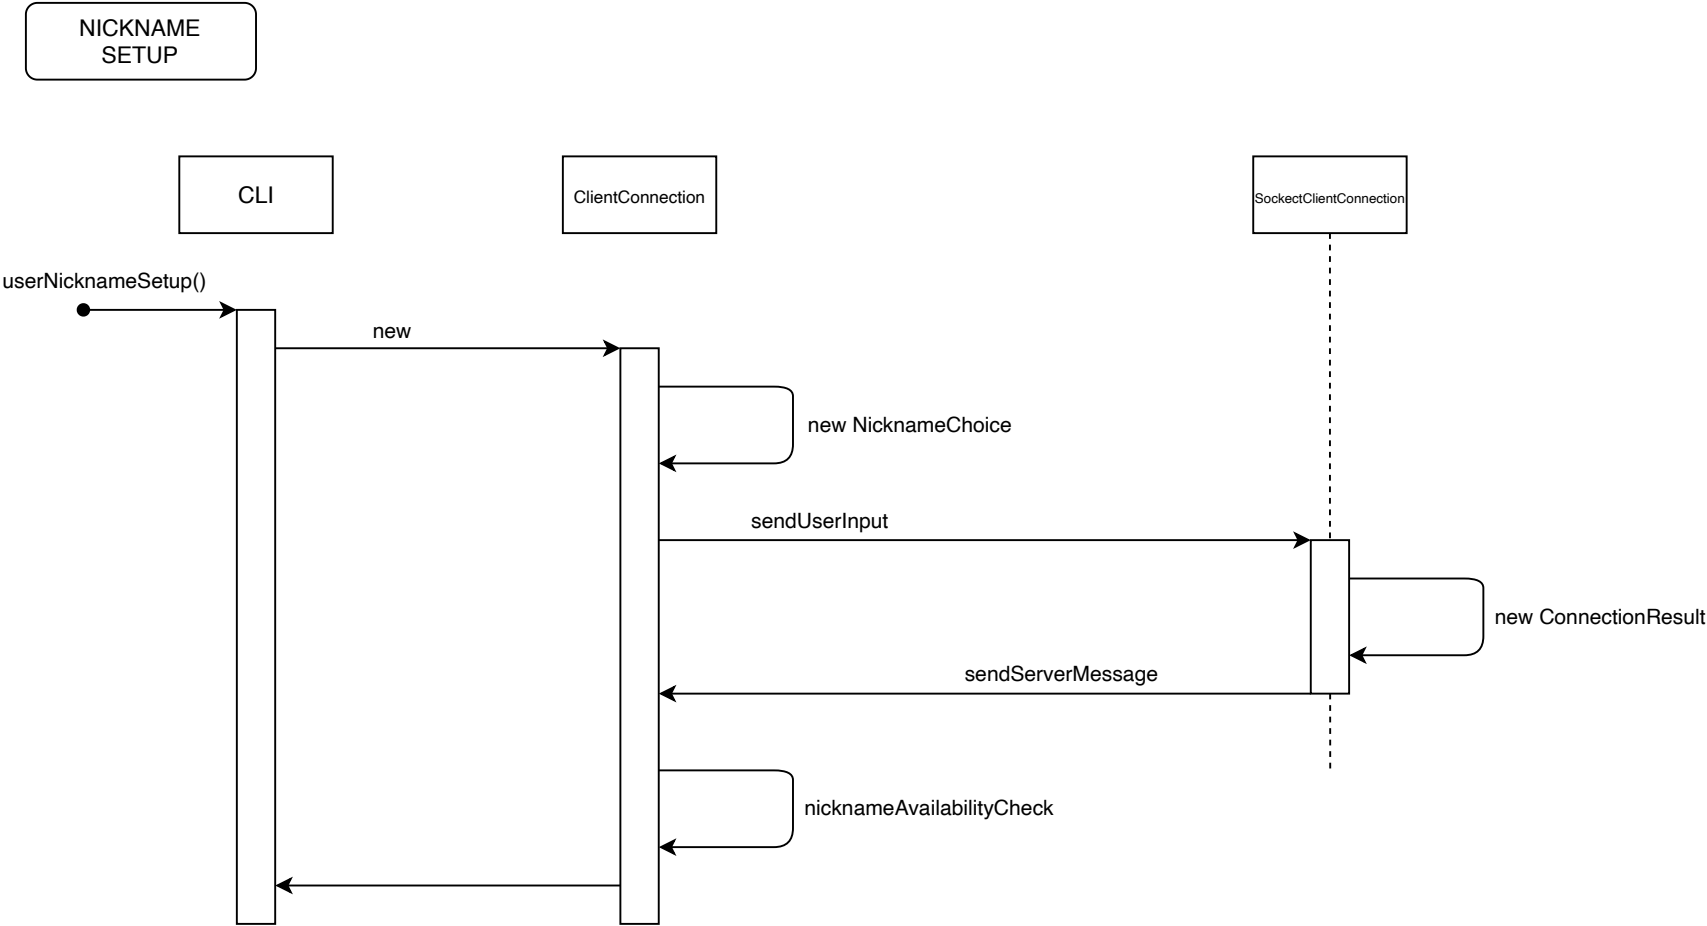 NICKNAME
SETUP
CLI
ClientConnection
SockectClientConnection
userNicknameSetup()
new
new NicknameChoice
sendUserInput
new ConnectionResult
sendServerMessage
nicknameAvailabilityCheck